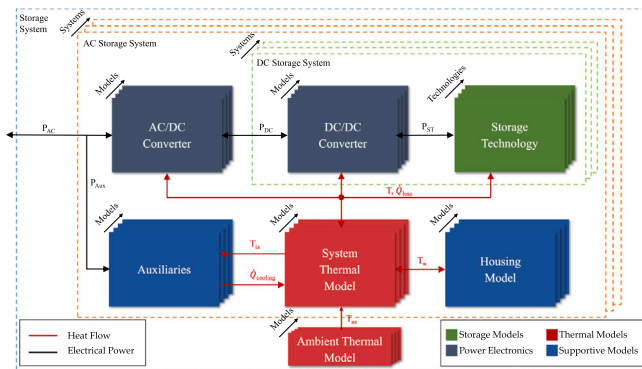 Storage
System
Systems
AC Storage System
Systems
DC Storage System
Models
Models
Technologies
P_AC
AC/DC
Converter
P_DC
DC/DC
Converter
P_ST
Storage
Technology
P_Aux
T, Q̇_loss
Models
Models
Models
Auxiliaries
T_ia
Q̇_cooling
System
Thermal
Model
T_w
Housing
Model
Models
T_aa
Ambient Thermal
Model
Heat Flow
Electrical Power
Storage Models
Thermal Models
Power Electronics
Supportive Models